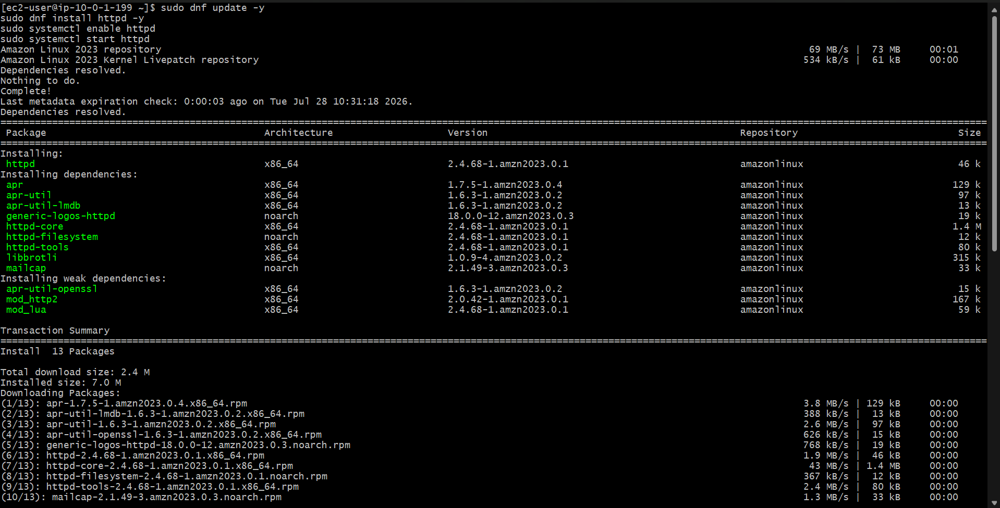 [ec2-user@ip-10-0-1-199 ~]$ sudo dnf update -y
sudo dnf install httpd -y
sudo systemctl enable httpd
sudo systemctl start httpd
Amazon Linux 2023 repository 69 MB/s | 73 MB 00:01
Amazon Linux 2023 Kernel Livepatch repository 534 kB/s | 61 kB 00:00
Dependencies resolved.
Nothing to do.
Complete!
Last metadata expiration check: 0:00:03 ago on Tue Jul 28 10:31:18 2026.
Dependencies resolved.
============================================================================================================================================================================
Package Architecture Version Repository Size
============================================================================================================================================================================
Installing:
httpd x86_64 2.4.68-1.amzn2023.0.1 amazonlinux 46 k
Installing dependencies:
apr x86_64 1.7.5-1.amzn2023.0.4 amazonlinux 129 k
apr-util x86_64 1.6.3-1.amzn2023.0.2 amazonlinux 97 k
apr-util-lmdb x86_64 1.6.3-1.amzn2023.0.2 amazonlinux 13 k
generic-logos-httpd noarch 18.0.0-12.amzn2023.0.3 amazonlinux 19 k
httpd-core x86_64 2.4.68-1.amzn2023.0.1 amazonlinux 1.4 M
httpd-filesystem noarch 2.4.68-1.amzn2023.0.1 amazonlinux 12 k
httpd-tools x86_64 2.4.68-1.amzn2023.0.1 amazonlinux 80 k
libbrotli x86_64 1.0.9-4.amzn2023.0.2 amazonlinux 315 k
mailcap noarch 2.1.49-3.amzn2023.0.3 amazonlinux 33 k
Installing weak dependencies:
apr-util-openssl x86_64 1.6.3-1.amzn2023.0.2 amazonlinux 15 k
mod_http2 x86_64 2.0.42-1.amzn2023.0.1 amazonlinux 167 k
mod_lua x86_64 2.4.68-1.amzn2023.0.1 amazonlinux 59 k
Transaction Summary
============================================================================================================================================================================
Install 13 Packages
Total download size: 2.4 M
Installed size: 7.0 M
Downloading Packages:
(1/13): apr-1.7.5-1.amzn2023.0.4.x86_64.rpm 3.8 MB/s | 129 kB 00:00
(2/13): apr-util-lmdb-1.6.3-1.amzn2023.0.2.x86_64.rpm 388 kB/s | 13 kB 00:00
(3/13): apr-util-1.6.3-1.amzn2023.0.2.x86_64.rpm 2.6 MB/s | 97 kB 00:00
(4/13): apr-util-openssl-1.6.3-1.amzn2023.0.2.x86_64.rpm 626 kB/s | 15 kB 00:00
(5/13): generic-logos-httpd-18.0.0-12.amzn2023.0.3.noarch.rpm 768 kB/s | 19 kB 00:00
(6/13): httpd-2.4.68-1.amzn2023.0.1.x86_64.rpm 1.9 MB/s | 46 kB 00:00
(7/13): httpd-core-2.4.68-1.amzn2023.0.1.x86_64.rpm 43 MB/s | 1.4 MB 00:00
(8/13): httpd-filesystem-2.4.68-1.amzn2023.0.1.noarch.rpm 367 kB/s | 12 kB 00:00
(9/13): httpd-tools-2.4.68-1.amzn2023.0.1.x86_64.rpm 2.4 MB/s | 80 kB 00:00
(10/13): mailcap-2.1.49-3.amzn2023.0.3.noarch.rpm 1.3 MB/s | 33 kB 00:00